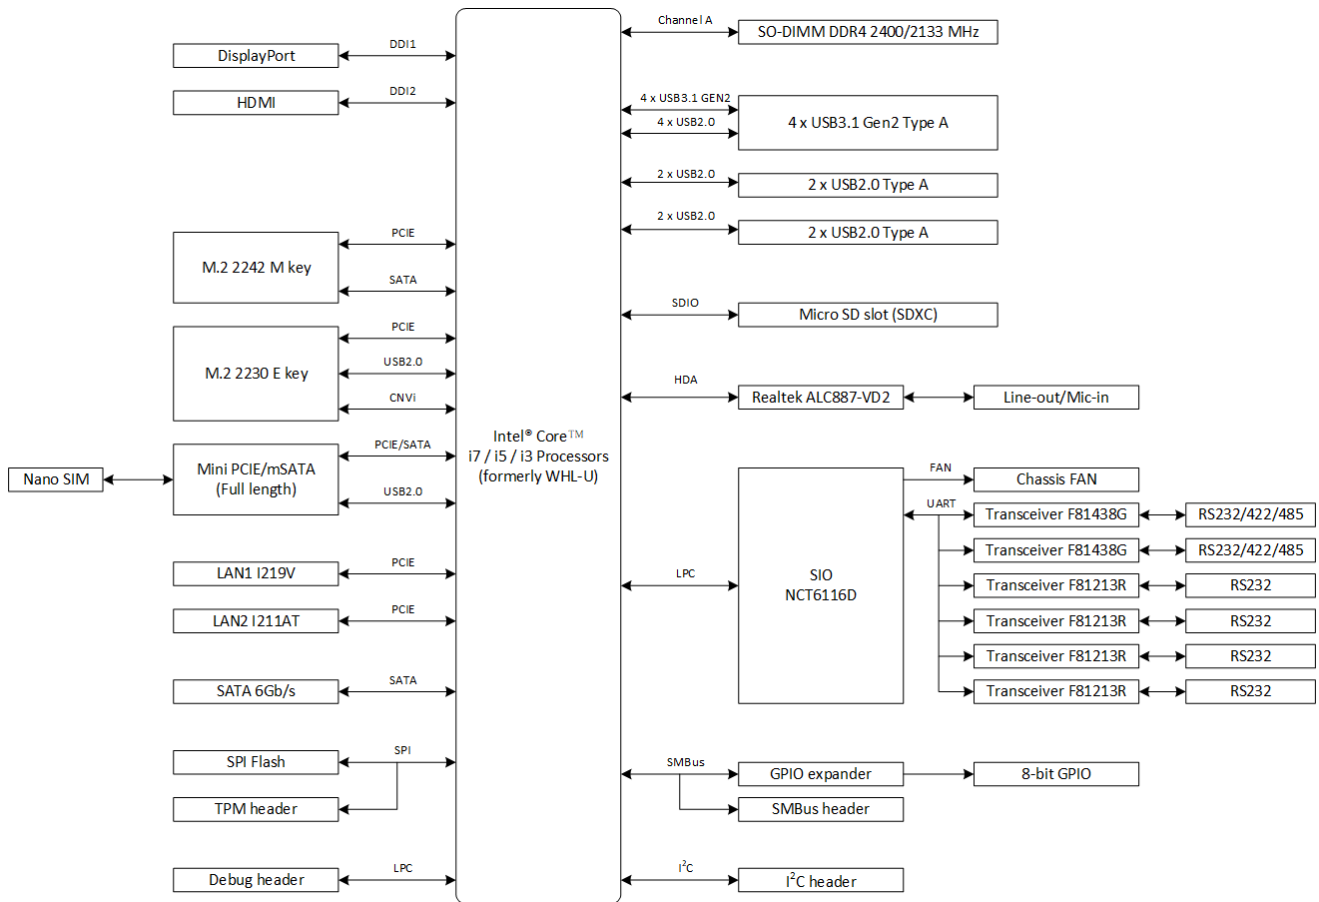 DisplayPort
DDI1
HDMI
DDI2
M.2 2242 M key
PCIE
SATA
M.2 2230 E key
PCIE
USB2.0
CNVi
Nano SIM
Mini PCIE/mSATA
(Full length)
PCIE/SATA
USB2.0
LAN1 I219V
PCIE
LAN2 I211AT
PCIE
SATA 6Gb/s
SATA
SPI Flash
SPI
TPM header
Debug header
LPC
Intel® Core™
i7 / i5 / i3 Processors
(formerly WHL-U)
Channel A
SO-DIMM DDR4 2400/2133 MHz
4 x USB3.1 GEN2
4 x USB2.0
4 x USB3.1 Gen2 Type A
2 x USB2.0
2 x USB2.0 Type A
2 x USB2.0
2 x USB2.0 Type A
SDIO
Micro SD slot (SDXC)
HDA
Realtek ALC887-VD2
Line-out/Mic-in
LPC
SIO
NCT6116D
FAN
Chassis FAN
UART
Transceiver F81438G
RS232/422/485
Transceiver F81438G
RS232/422/485
Transceiver F81213R
RS232
Transceiver F81213R
RS232
Transceiver F81213R
RS232
Transceiver F81213R
RS232
SMBus
GPIO expander
8-bit GPIO
SMBus header
I²C
I²C header